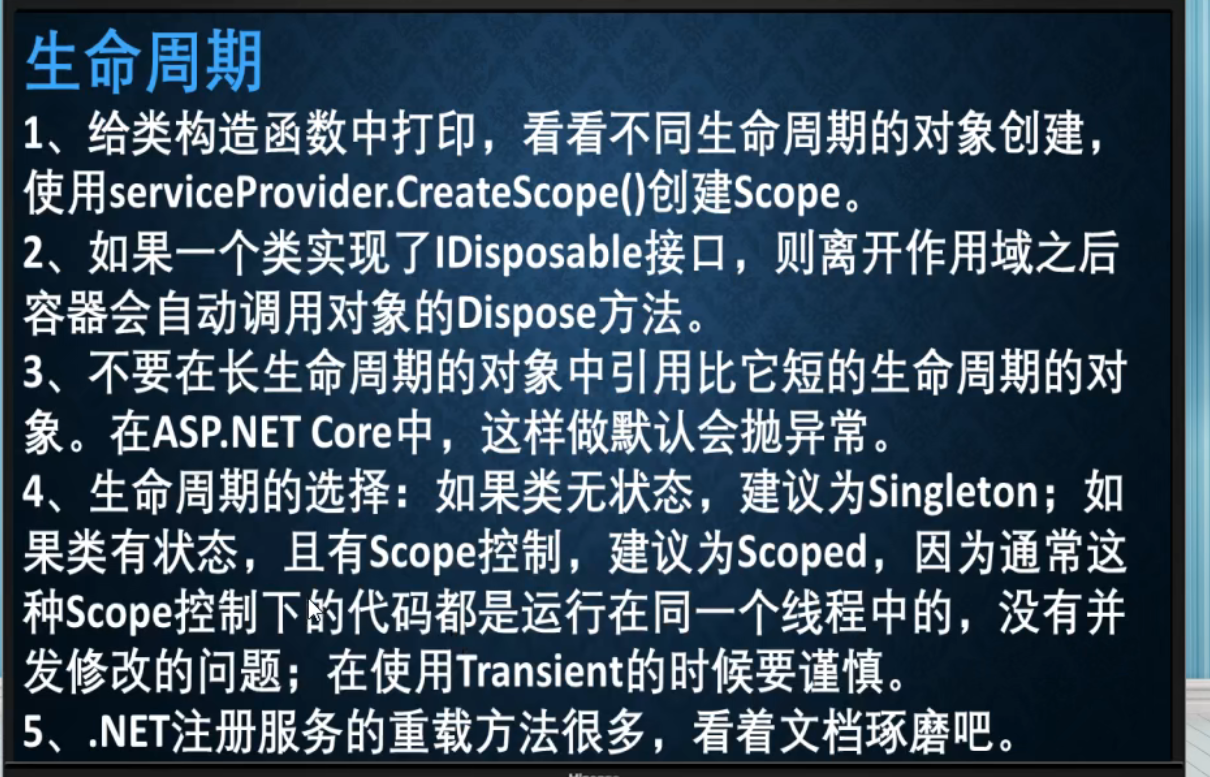 生命周期
1、给类构造函数中打印，看看不同生命周期的对象创建，
使用serviceProvider.CreateScope()创建Scope。
2、如果一个类实现了IDisposable接口，则离开作用域之后
容器会自动调用对象的Dispose方法。
3、不要在长生命周期的对象中引用比它短的生命周期的对
象。在ASP.NET Core中，这样做默认会抛异常。
4、生命周期的选择：如果类无状态，建议为Singleton；如
果类有状态，且有Scope控制，建议为Scoped，因为通常这
种Scope控制下的代码都是运行在同一个线程中的，没有并
发修改的问题；在使用Transient的时候要谨慎。
5、.NET注册服务的重载方法很多，看着文档琢磨吧。